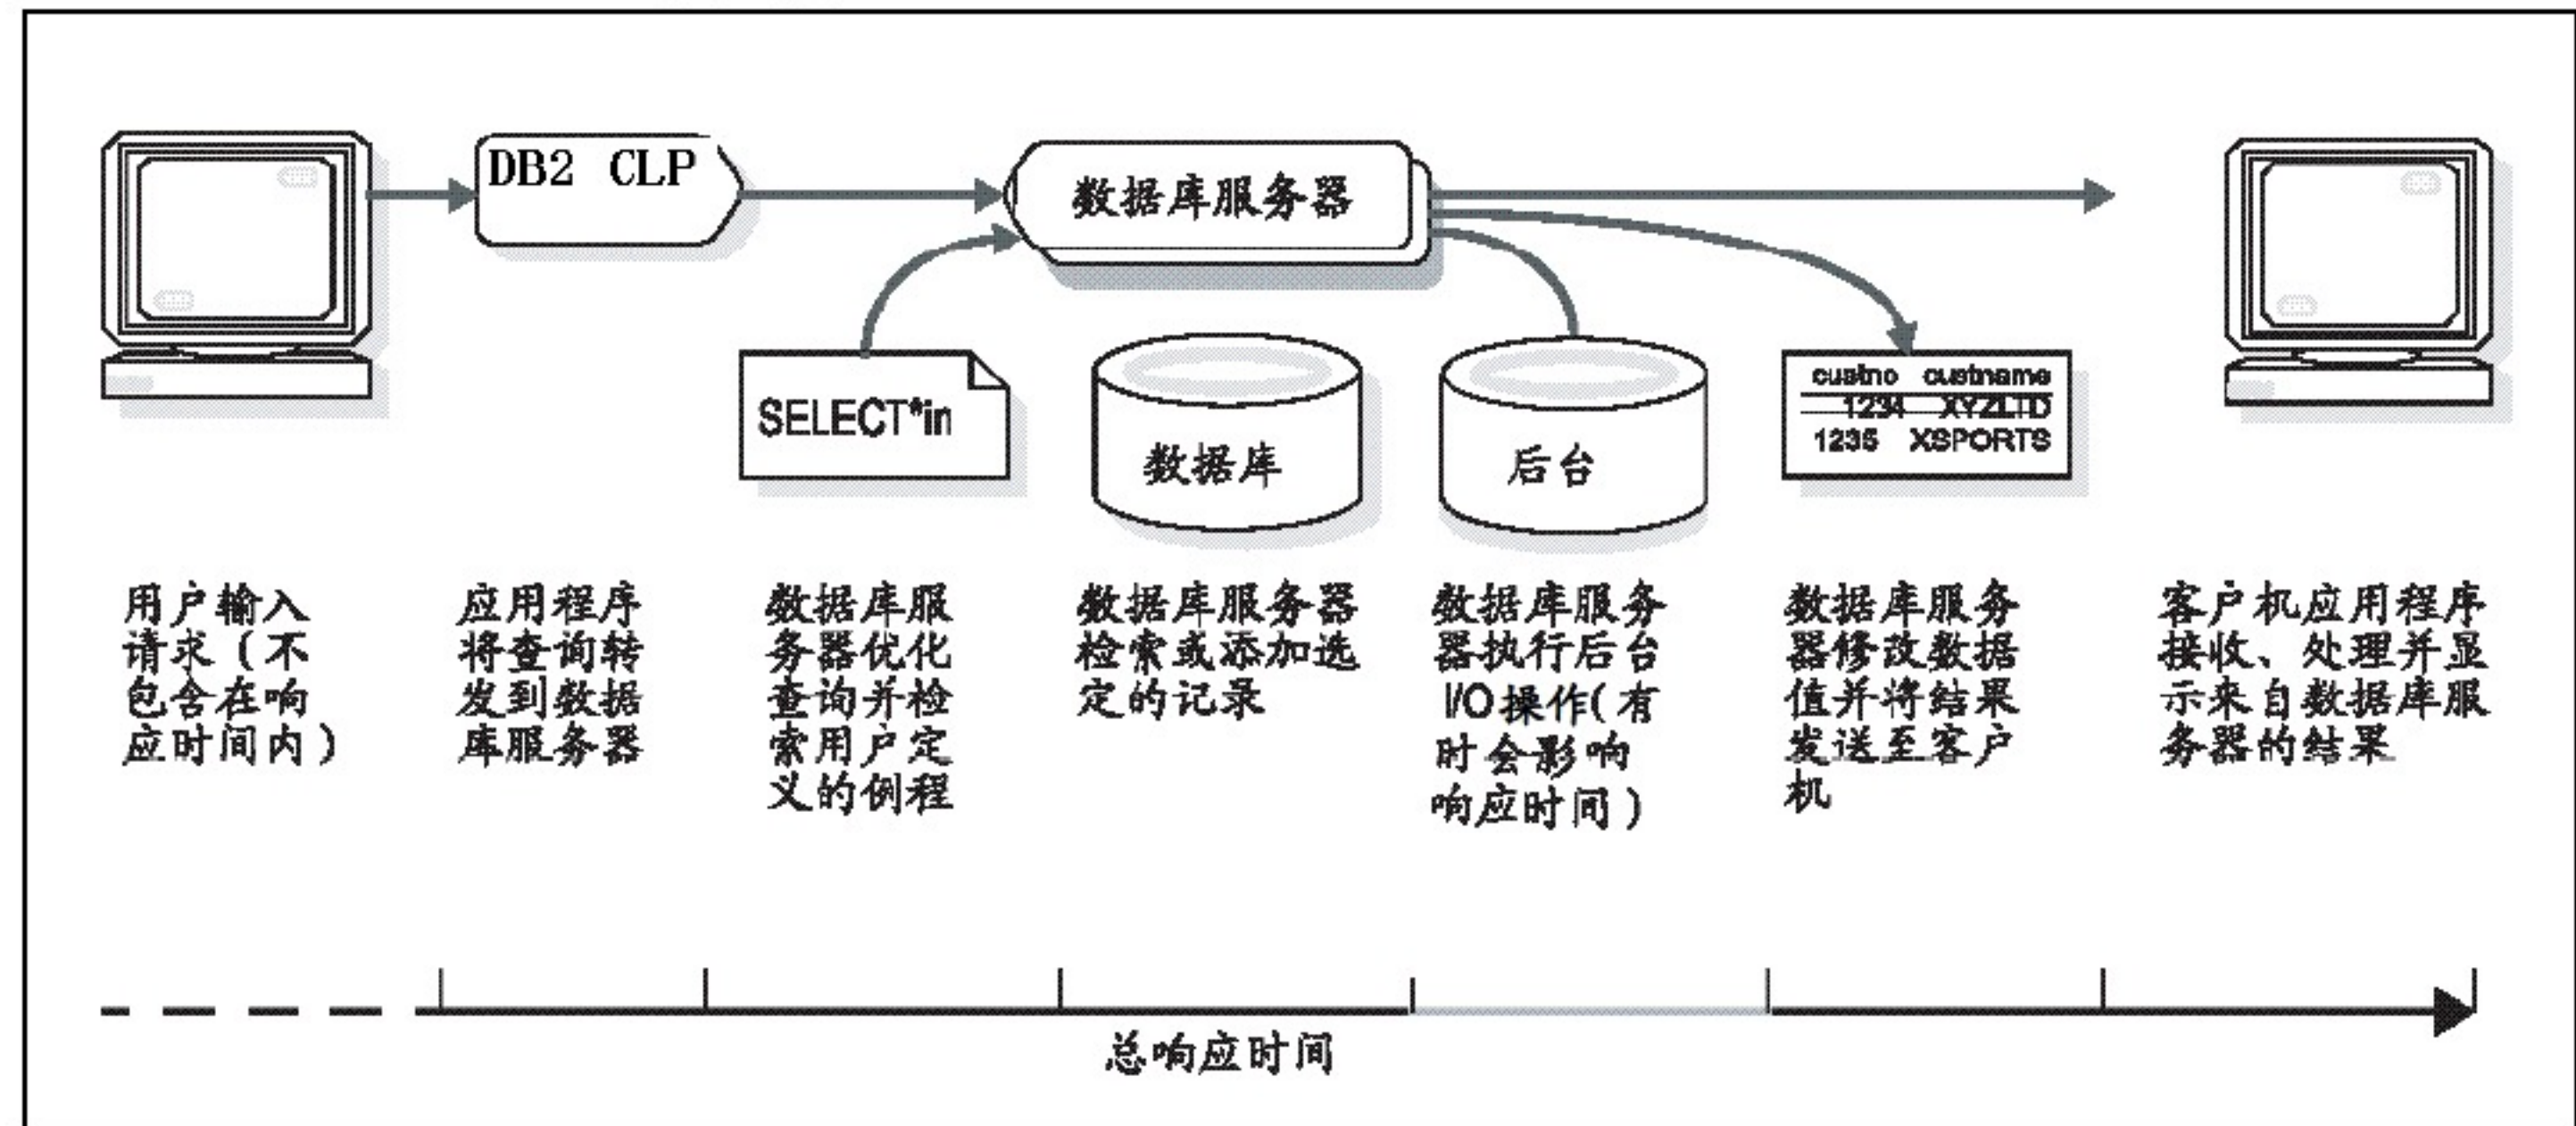 DB2 CLP
数据库服务器
SELECT*in
数据库
后台
custno custname
1234 XYZLTD
1235 XSPORTS
用户输入
请求（不
包含在响
应时间内）
应用程序
将查询转
发到数据
库服务器
数据库服
务器优化
查询并检
索用户定
义的例程
数据库服务器
检索或添加选
定的记录
数据库服务
器执行后台
I/O操作(有
时会影响
响应时间)
数据库服务
器修改数据
值并将结果
发送至客户
机
客户机应用程序
接收、处理并显
示来自数据库服
务器的结果
总响应时间